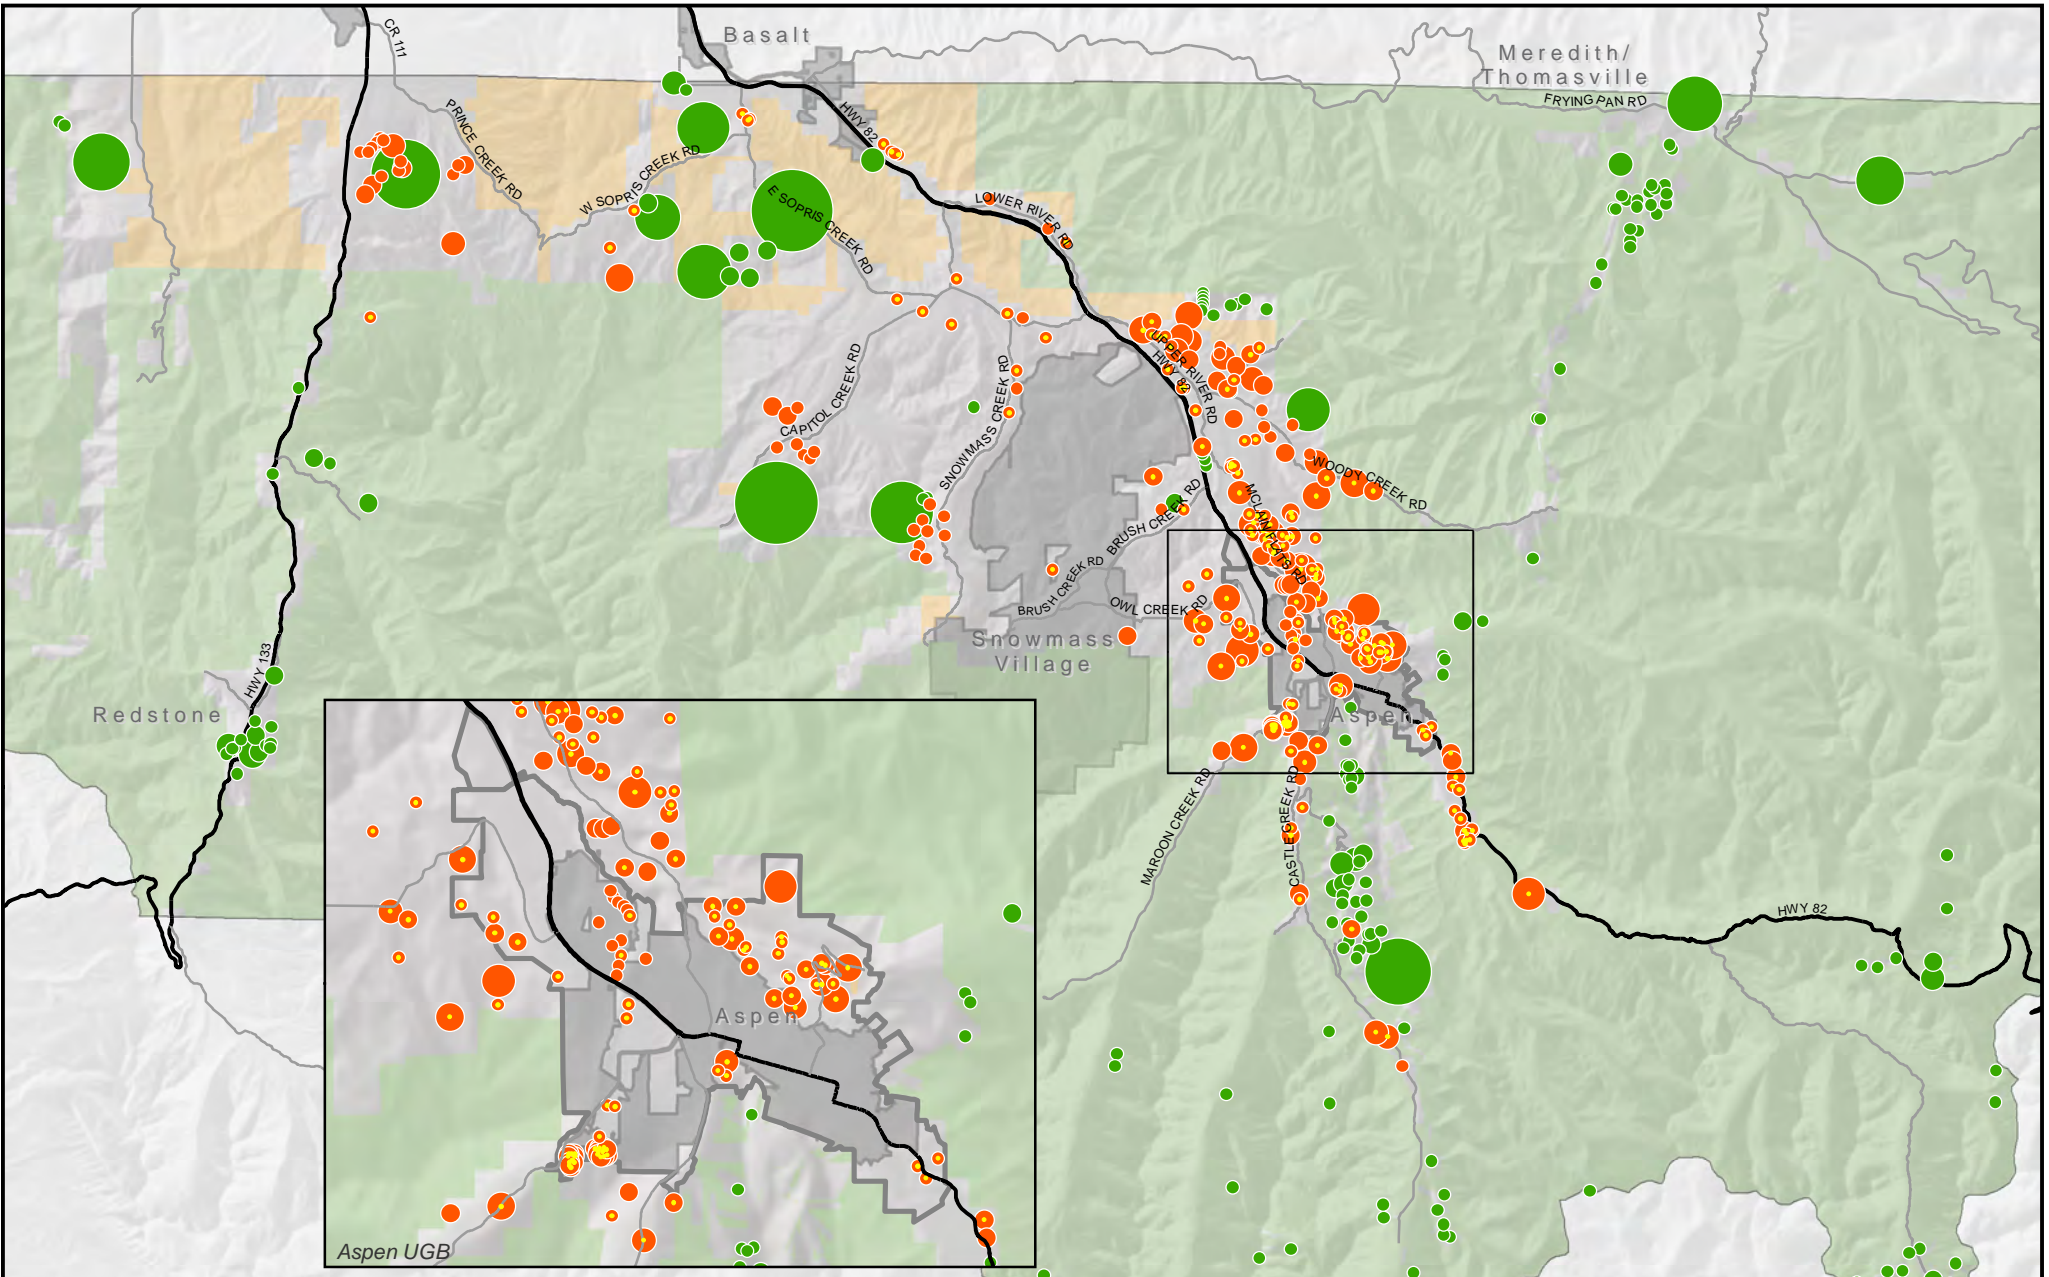 CR 111
Basalt
Meredith/
Thomasville
FRYING PAN RD
PRINCE CREEK RD
HWY 82
W SOPRIS CREEK RD
E SOPRIS CREEK RD
LOWER RIVER RD
UPPER RIVER RD
HWY 82
CAPITOL CREEK RD
SNOWMASS CREEK RD
WOODY CREEK RD
MCLAIN FLATS RD
BRUSH CREEK RD
BRUSH CREEK RD
OWL CREEK RD
Snowmass
Village
HWY 133
Redstone
Aspen
MAROON CREEK RD
CASTLE CREEK RD
HWY 82
Aspen
Aspen UGB